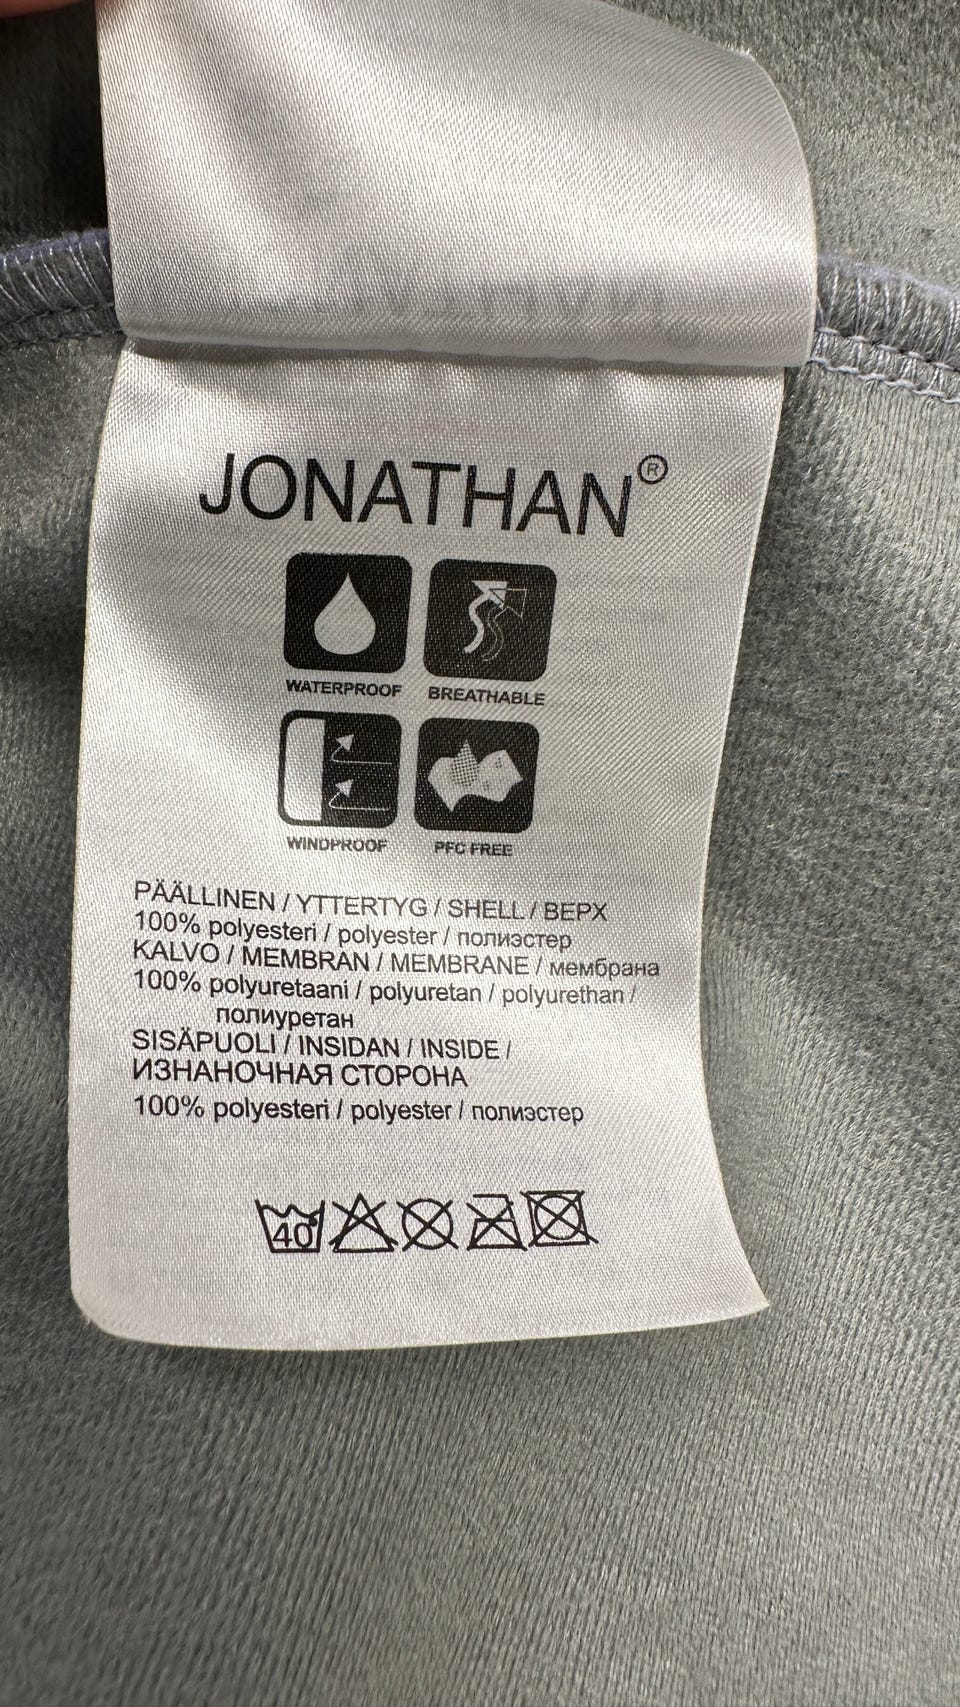 JONATHAN®
WATERPROOF BREATHABLE
WINDPROOF PFC FREE
PÄÄLLINEN / YTTERTYG / SHELL / ВЕРХ
100% polyesteri / polyester / полиэстер
KALVO / MEMBRAN / MEMBRANE / мембрана
100% polyuretaani / polyuretan / polyurethan /
полиуретан
SISÄPUOLI / INSIDAN / INSIDE /
ИЗНАНОЧНАЯ СТОРОНА
100% polyesteri / polyester / полиэстер
40°